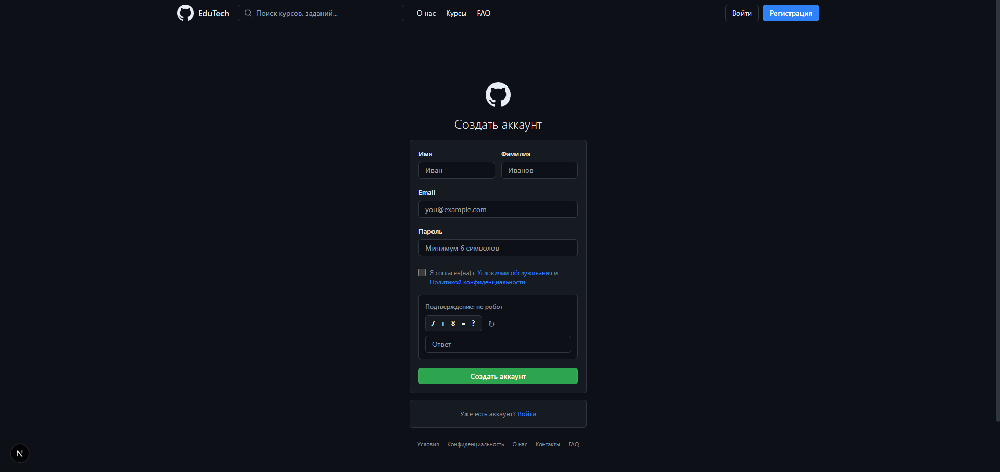 EduTech
Поиск курсов, заданий...
О нас
Курсы
FAQ
Войти
Регистрация
Создать аккаунт
Имя
Фамилия
Иван
Иванов
Email
you@example.com
Пароль
Минимум 6 символов
Я согласен(на) с Условиями обслуживания и
Политикой конфиденциальности
Подтверждение: не робот
7 + 8 = ?
Ответ
Создать аккаунт
Уже есть аккаунт? Войти
Условия
Конфиденциальность
О нас
Контакты
FAQ
N